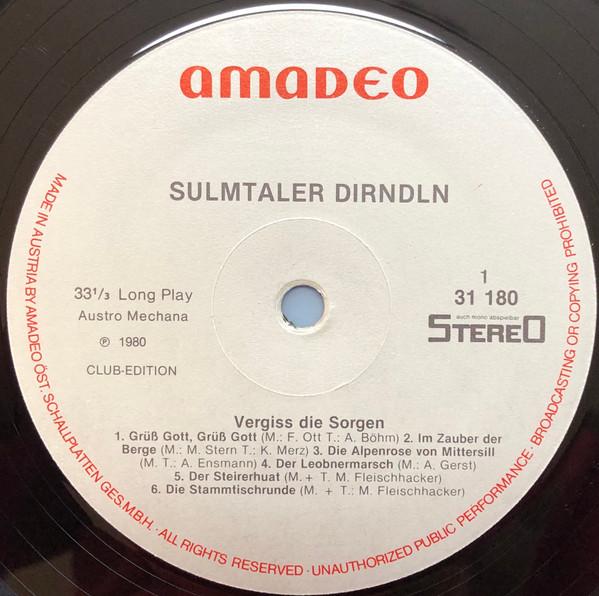 AMADEO
SULMTALER DIRNDLN
33 1/3 Long Play
Austro Mechana
℗ 1980
CLUB-EDITION
1
31 180
auch mono abspielbar
STEREO
Vergiss die Sorgen
1. Grüß Gott, Grüß Gott (M.: F. Ott T.: A. Böhm) 2. Im Zauber der
Berge (M.: M. Stern T.: K. Merz) 3. Die Alpenrose von Mittersill
(M. T.: A. Ensmann) 4. Der Leobnermarsch (M.: A. Gerst)
5. Der Steirerhuat (M. + T. M. Fleischhacker)
6. Die Stammtischrunde (M. + T.: M. Fleischhacker)
MADE IN AUSTRIA BY AMADEO ÖST. SCHALLPLATTEN GES.M.B.H. · ALL RIGHTS RESERVED · UNAUTHORIZED PUBLIC PERFORMANCE · BROADCASTING OR COPYING PROHIBITED